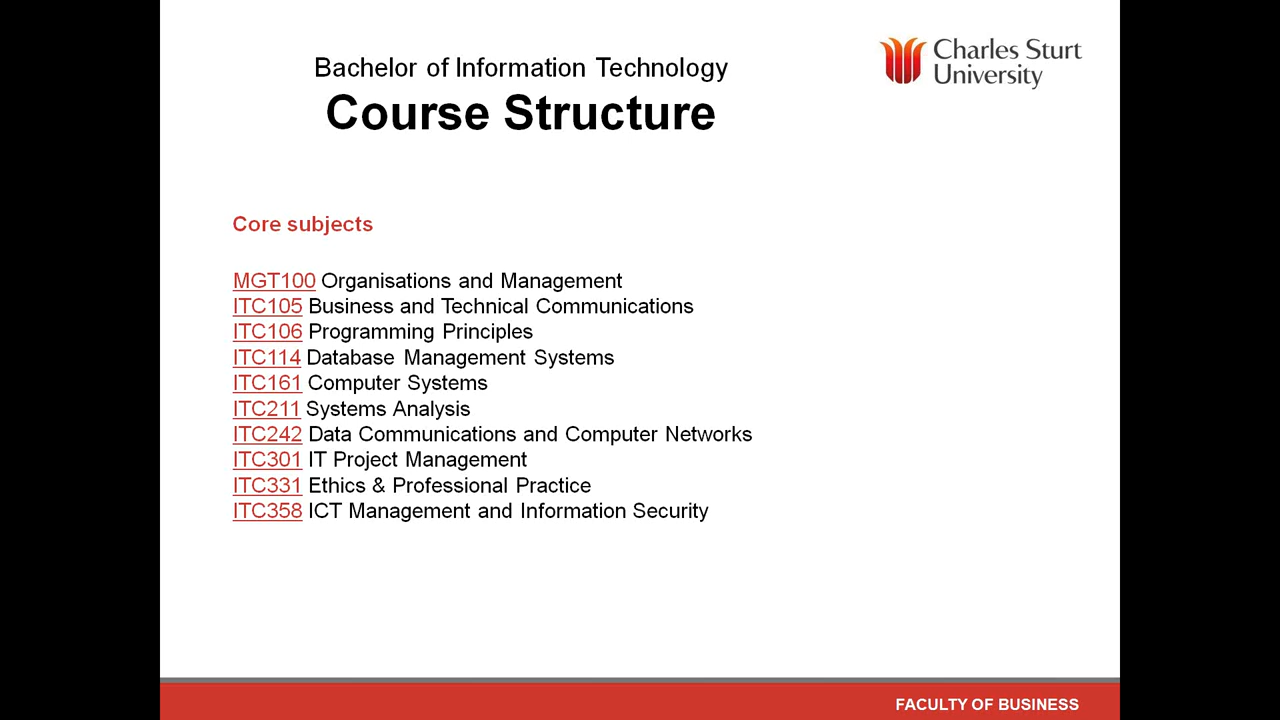 Charles Sturt
University
Bachelor of Information Technology
Course Structure
Core subjects
MGT100 Organisations and Management
ITC105 Business and Technical Communications
ITC106 Programming Principles
ITC114 Database Management Systems
ITC161 Computer Systems
ITC211 Systems Analysis
ITC242 Data Communications and Computer Networks
ITC301 IT Project Management
ITC331 Ethics & Professional Practice
ITC358 ICT Management and Information Security
FACULTY OF BUSINESS